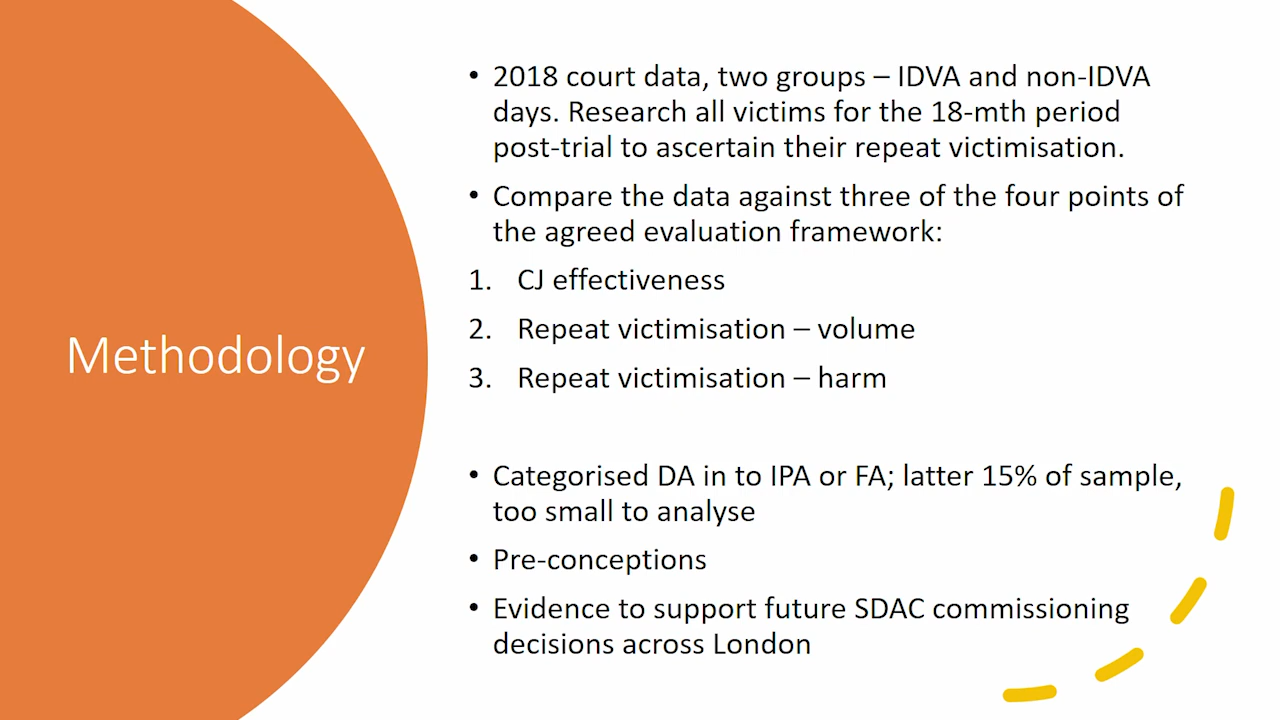 Methodology
• 2018 court data, two groups – IDVA and non-IDVA
days. Research all victims for the 18-mth period
post-trial to ascertain their repeat victimisation.
• Compare the data against three of the four points of
the agreed evaluation framework:
1. CJ effectiveness
2. Repeat victimisation – volume
3. Repeat victimisation – harm
• Categorised DA in to IPA or FA; latter 15% of sample,
too small to analyse
• Pre-conceptions
• Evidence to support future SDAC commissioning
decisions across London